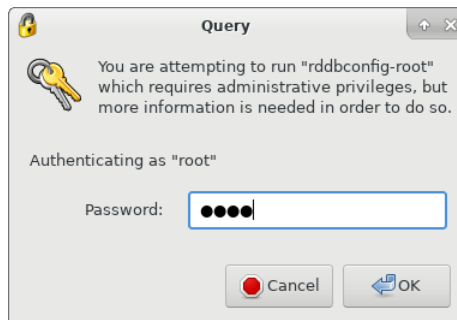 Query
You are attempting to run "rddbconfig-root"
which requires administrative privileges, but
more information is needed in order to do so.
Authenticating as "root"
Password: ●●●●
Cancel OK